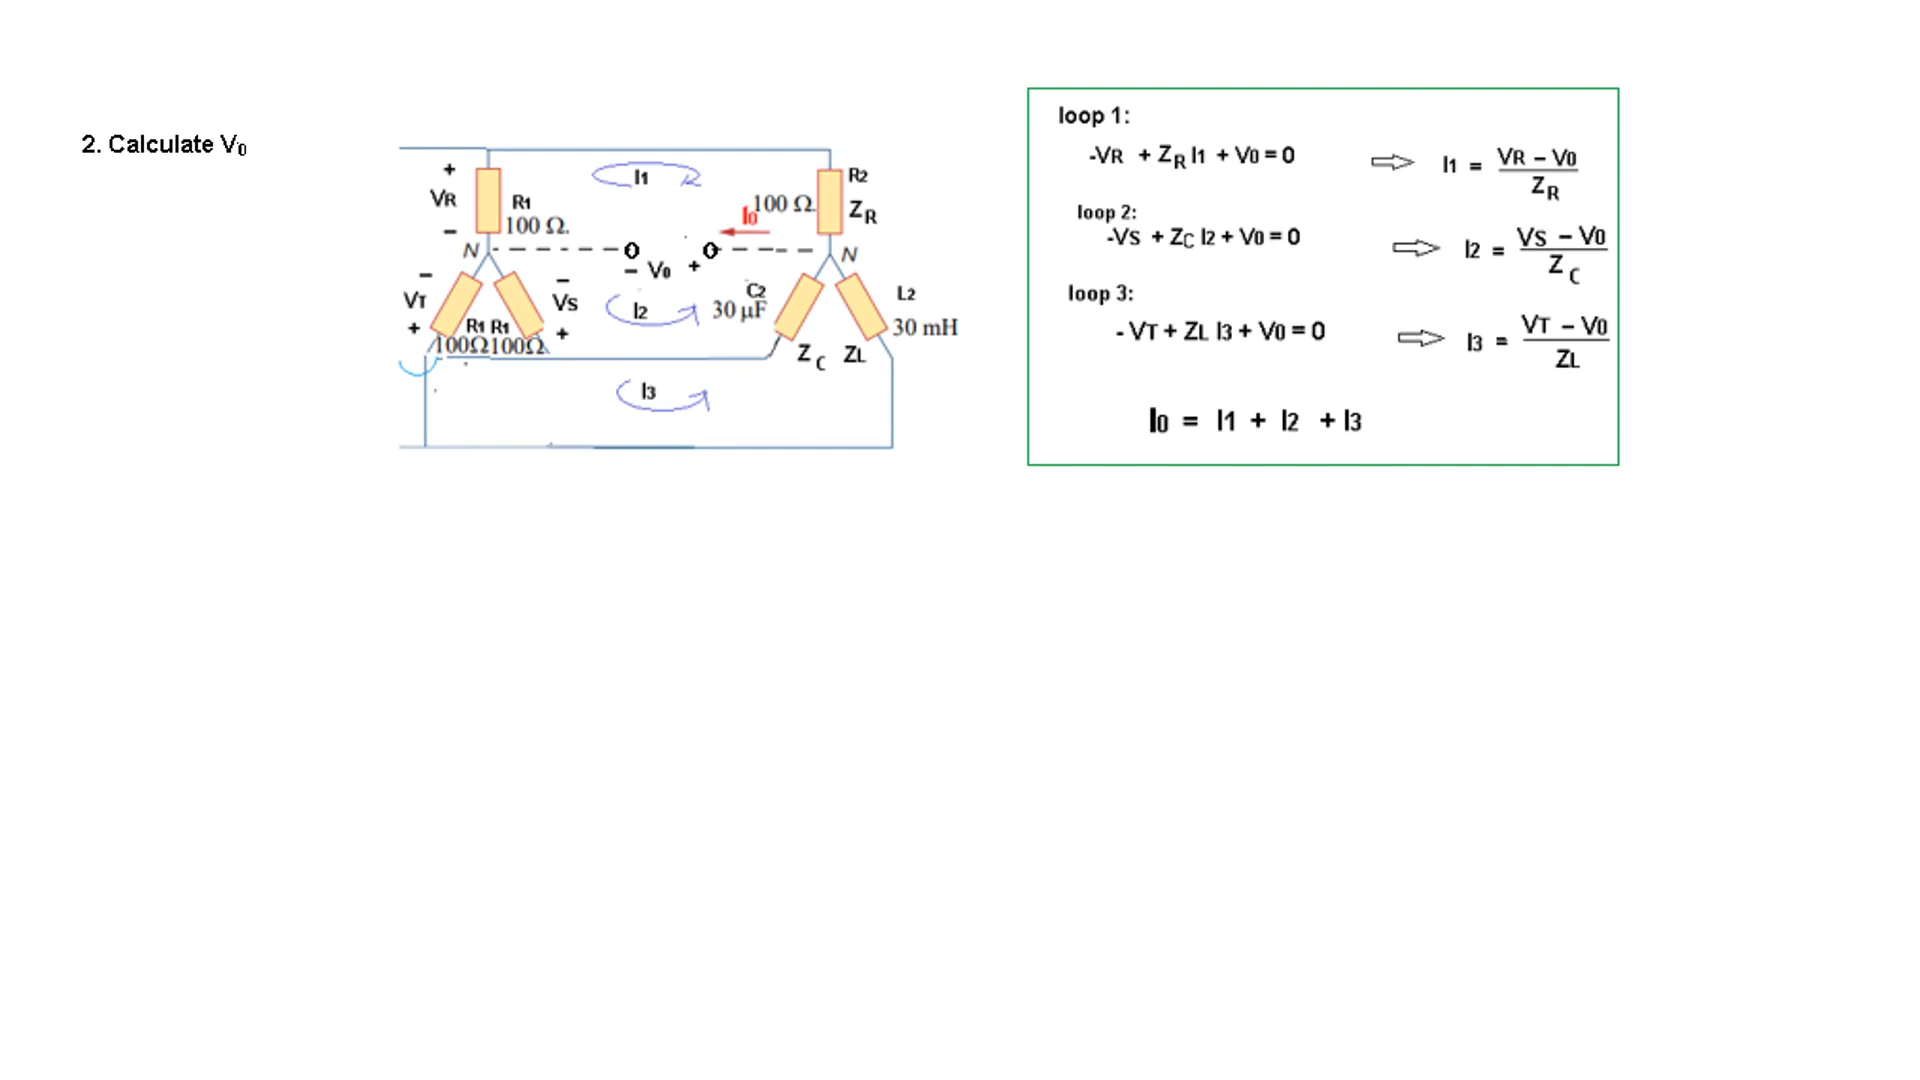 2. Calculate V0
+
VR
−
R1
100 Ω.
N
I1
R2
100 Ω.
ZR
I0
N
− V0 +
−
VT
+
−
VS
+
R1 R1
100Ω100Ω
I2
C2
30 μF
L2
30 mH
ZC ZL
I3
loop 1:
-VR + ZR I1 + V0 = 0 ⇨ I1 = VR − V0 / ZR
loop 2:
-VS + ZC I2 + V0 = 0 ⇨ I2 = VS − V0 / ZC
loop 3:
- VT + ZL I3 + V0 = 0 ⇨ I3 = VT − V0 / ZL
I0 = I1 + I2 + I3